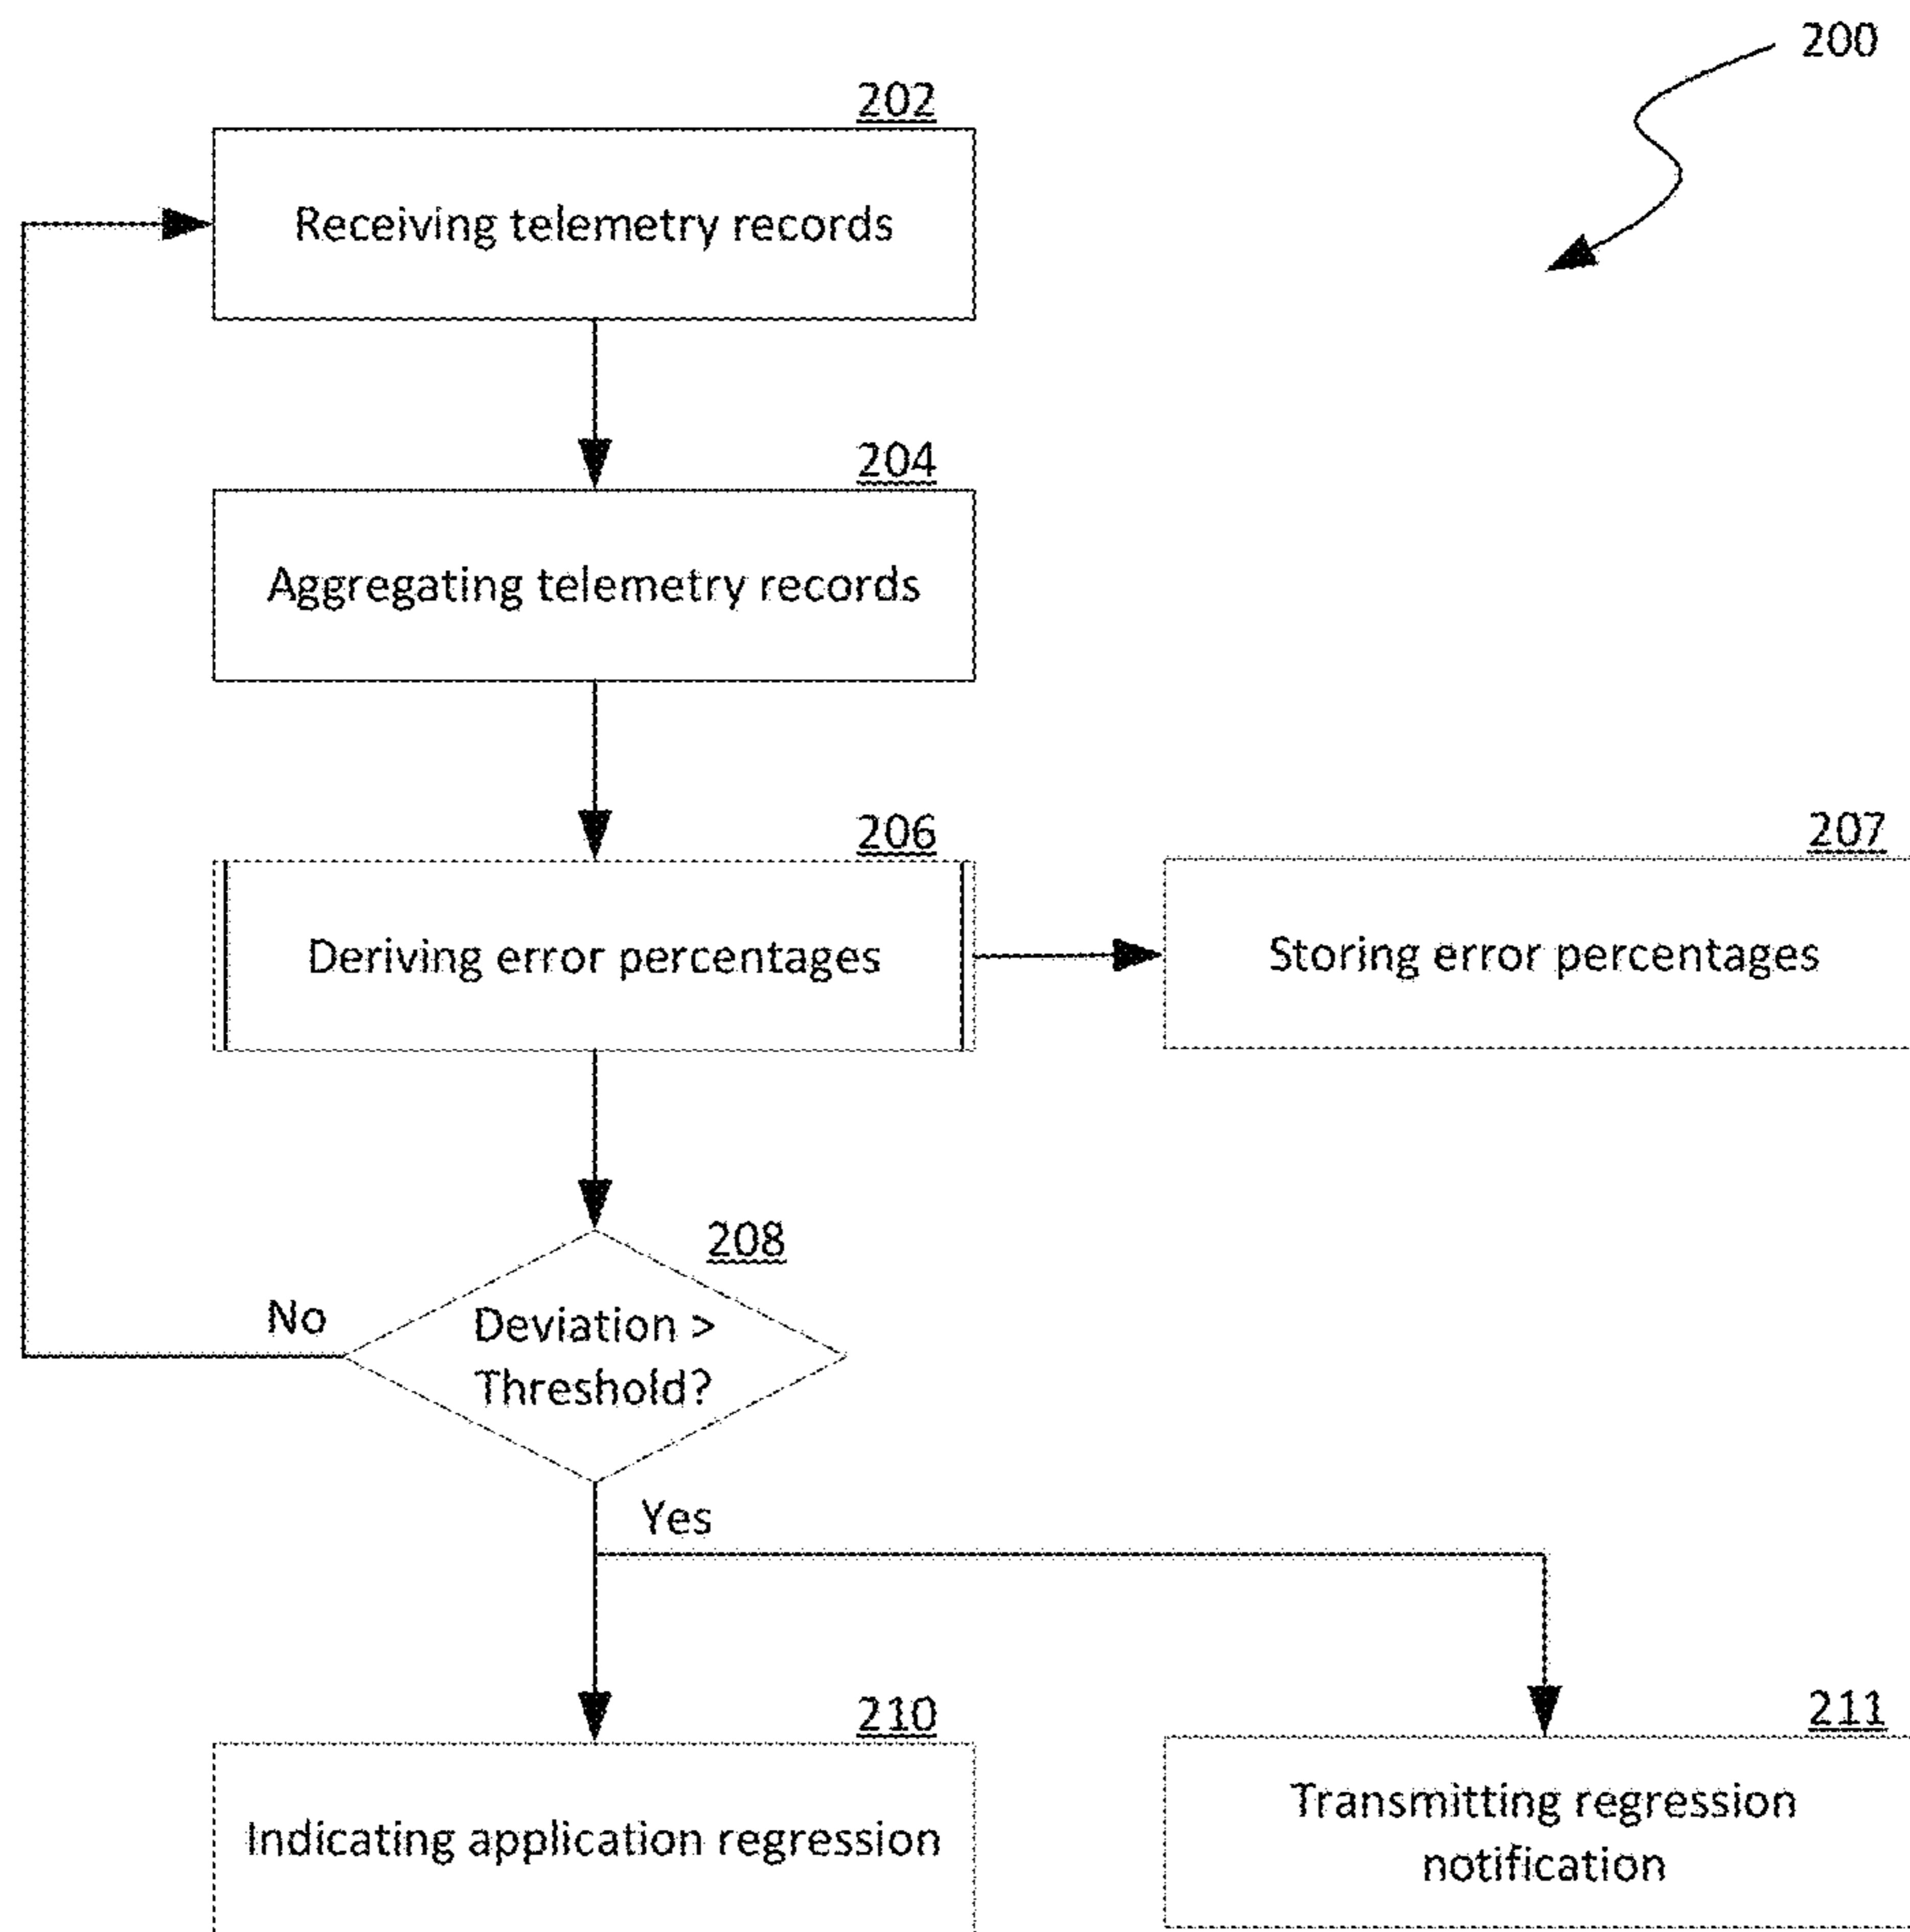 200
202
Receiving telemetry records
204
Aggregating telemetry records
206
Deriving error percentages
207
Storing error percentages
208
Deviation >
Threshold?
No
Yes
210
Indicating application regression
211
Transmitting regression
notification